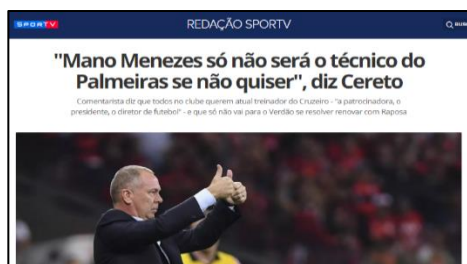 SPORTV
REDAÇÃO SPORTV
BUS
"Mano Menezes só não será o técnico do
Palmeiras se não quiser", diz Cereto
Comentarista diz que todos no clube querem atual treinador do Cruzeiro - "a patrocinadora, o
presidente, o diretor de futebol" - e que só não vai para o Verdão se resolver renovar com Raposa